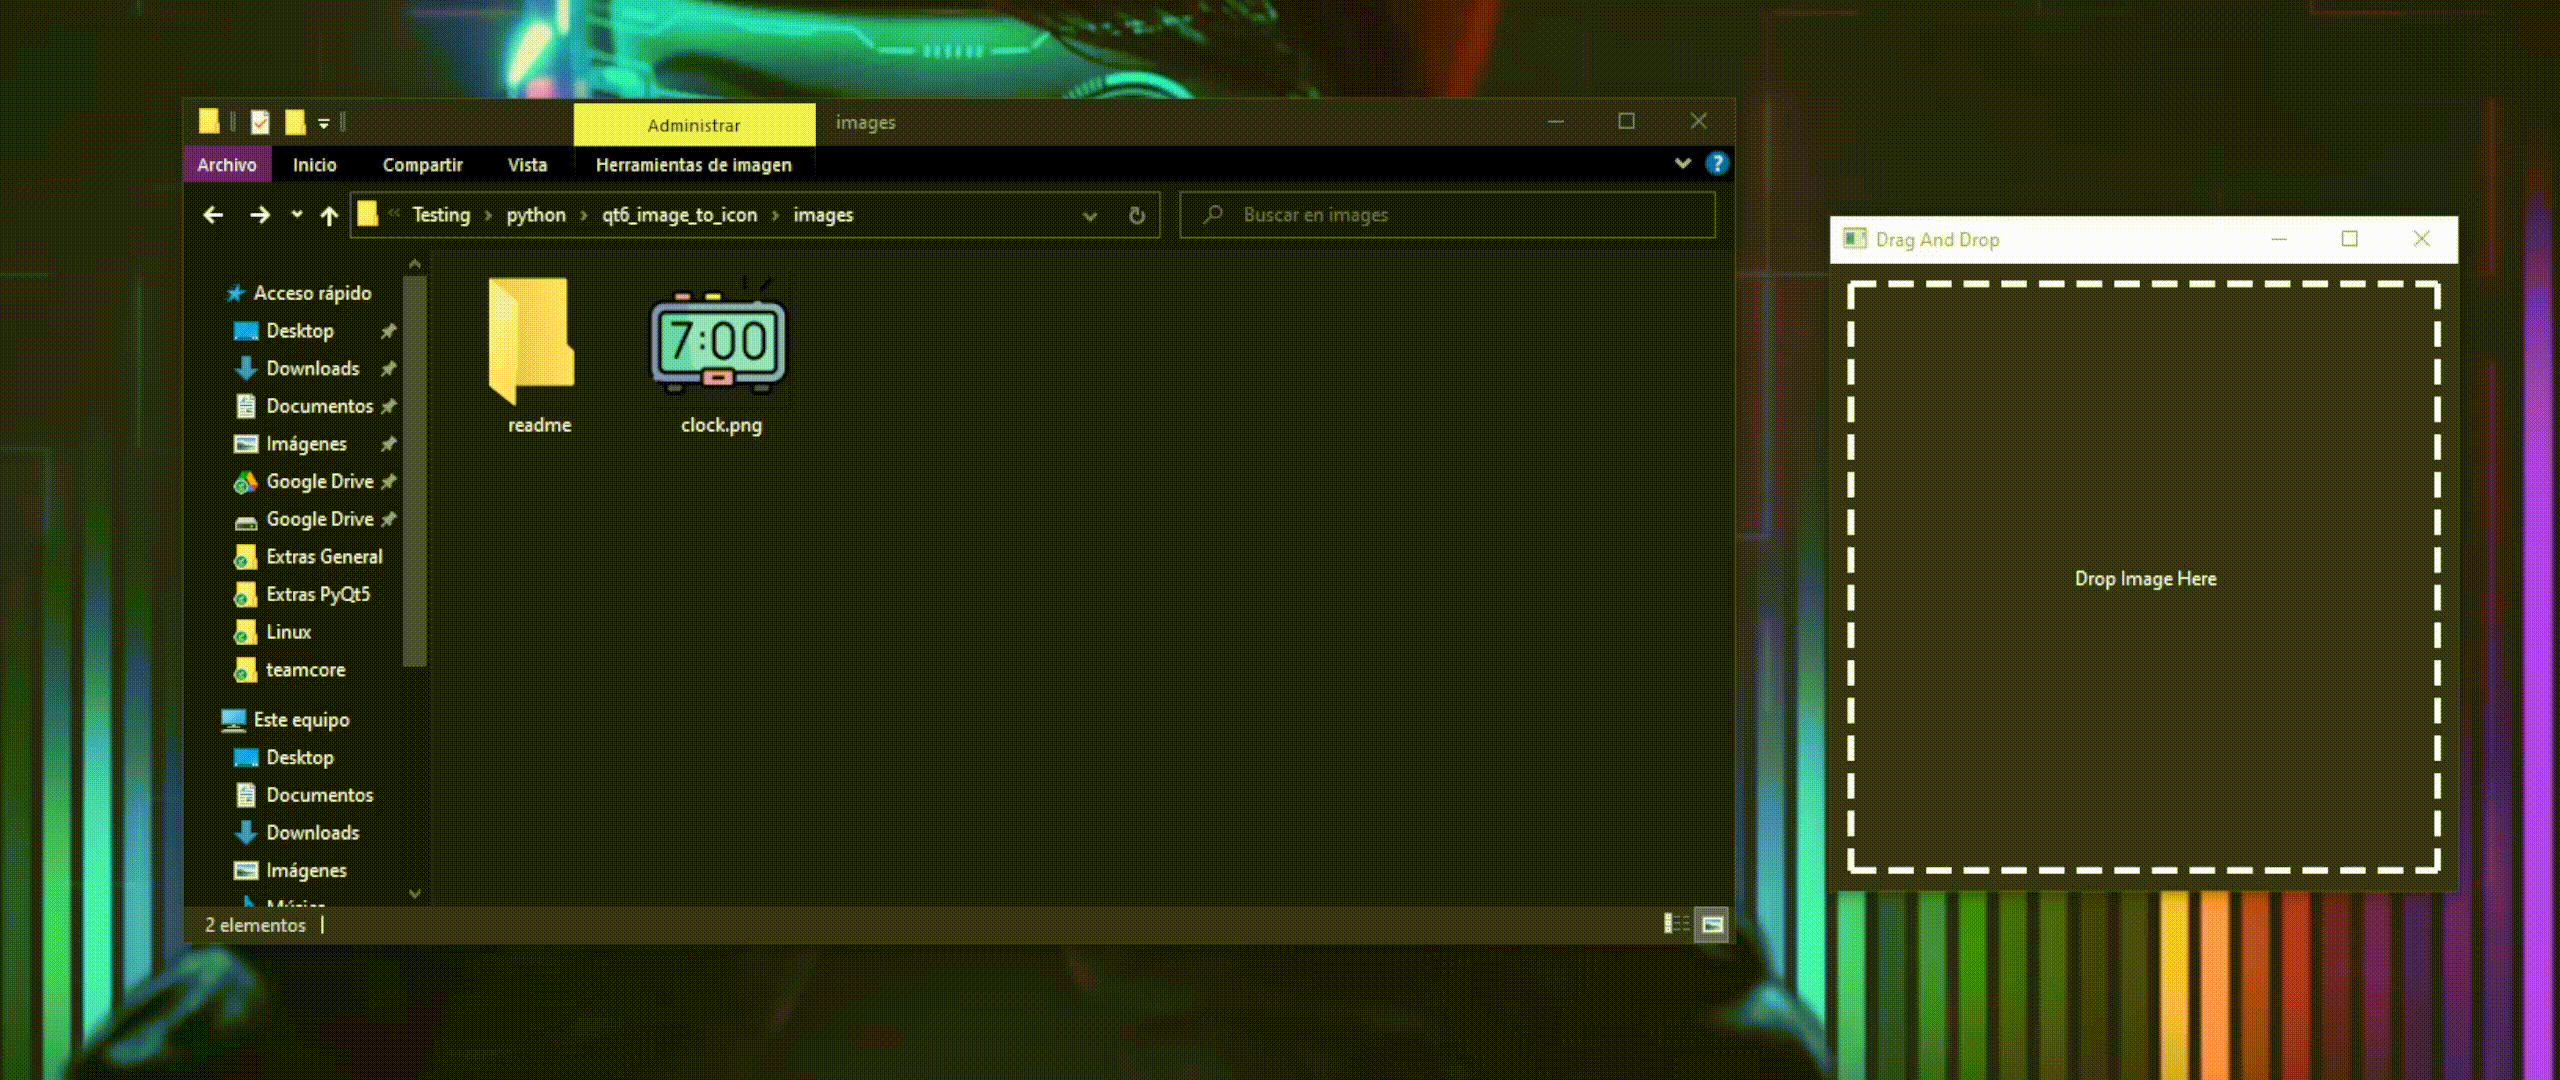 Administrar
images
Archivo
Inicio
Compartir
Vista
Herramientas de imagen
?
« Testing › python › qt6_image_to_icon › images
Buscar en images
Acceso rápido
Desktop
Downloads
Documentos
Imágenes
Google Drive
Google Drive
Extras General
Extras PyQt5
Linux
teamcore
Este equipo
Desktop
Documentos
Downloads
Imágenes
readme
7:00
clock.png
2 elementos
Drag And Drop
Drop Image Here